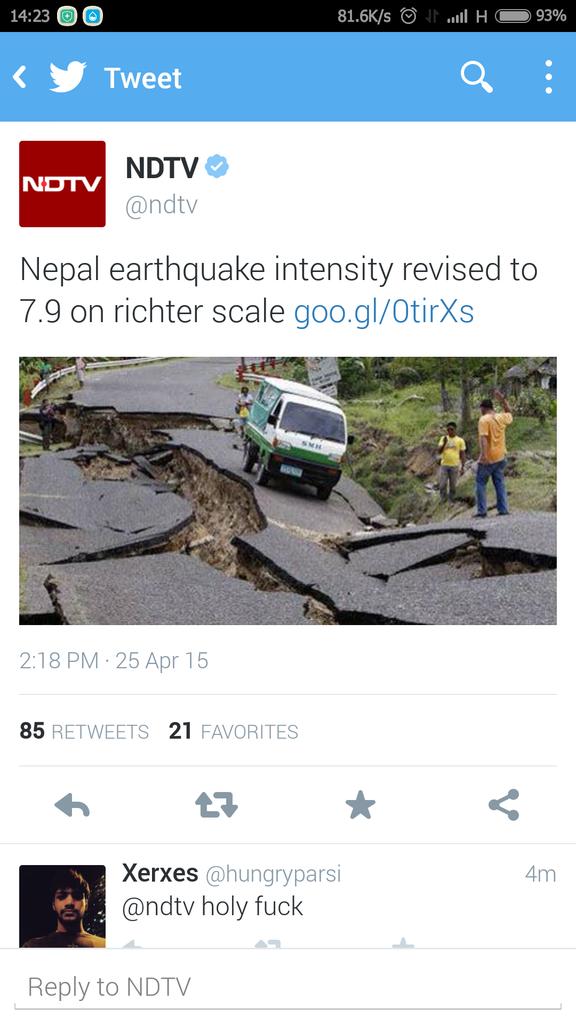 14:23 81.6K/s H 93%
Tweet
NDTV
NDTV
@ndtv
Nepal earthquake intensity revised to
7.9 on richter scale goo.gl/0tirXs
SMH
2:18 PM · 25 Apr 15
85 RETWEETS 21 FAVORITES
Xerxes @hungryparsi 4m
@ndtv holy fuck
Reply to NDTV